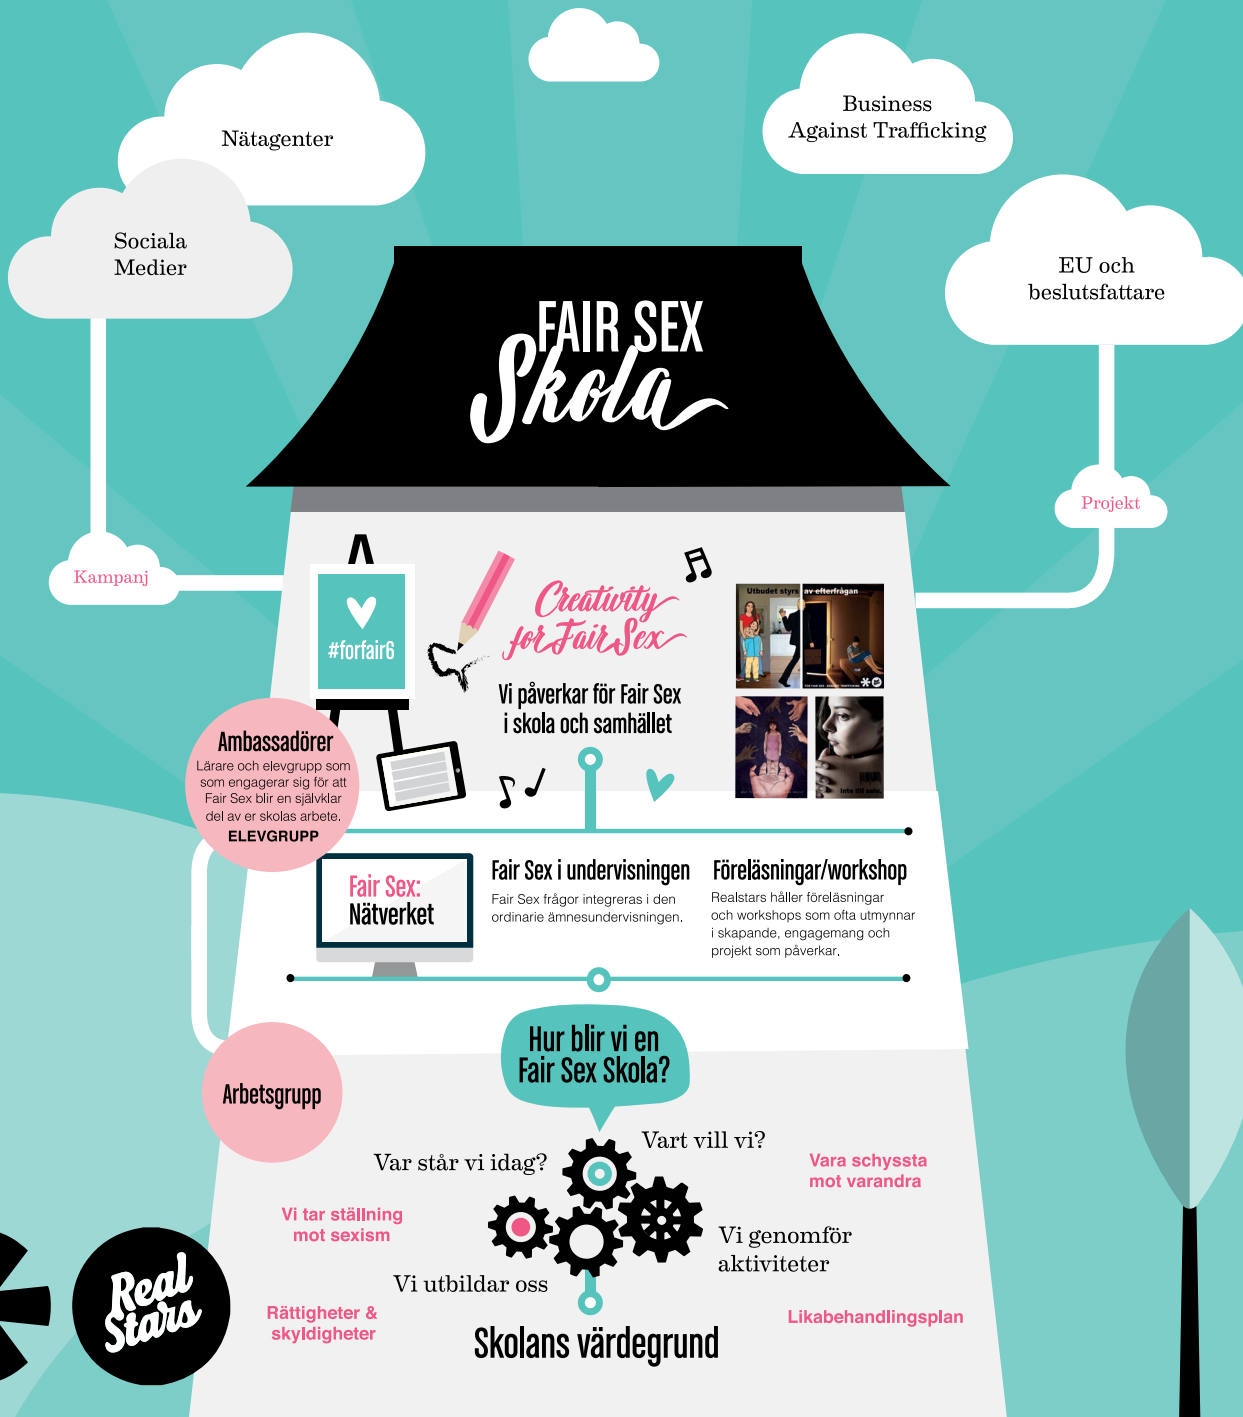 Nätagenter
Business
Against Trafficking
Sociala
Medier
EU och
beslutsfattare
FAIR SEX
Skola
Projekt
Kampanj
#forfair6
Creativity
for Fair Sex
Utbudet styrs av efterfrågan
Vi påverkar för Fair Sex
i skola och samhället
Inte till salu.
Ambassadörer
Lärare och elevgrupp som
som engagerar sig för att
Fair Sex blir en självklar
del av er skolas arbete.
ELEVGRUPP
Fair Sex:
Nätverket
Fair Sex i undervisningen
Fair Sex frågor integreras i den
ordinarie ämnesundervisningen.
Föreläsningar/workshop
Realstars håller föreläsningar
och workshops som ofta utmynnar
i skapande, engagemang och
projekt som påverkar.
Hur blir vi en
Fair Sex Skola?
Arbetsgrupp
Vart vill vi?
Var står vi idag?
Vara schyssta
mot varandra
Vi tar ställning
mot sexism
Vi genomför
aktiviteter
Vi utbildar oss
Rättigheter &
skyldigheter
Likabehandlingsplan
Skolans värdegrund
Real
Stars